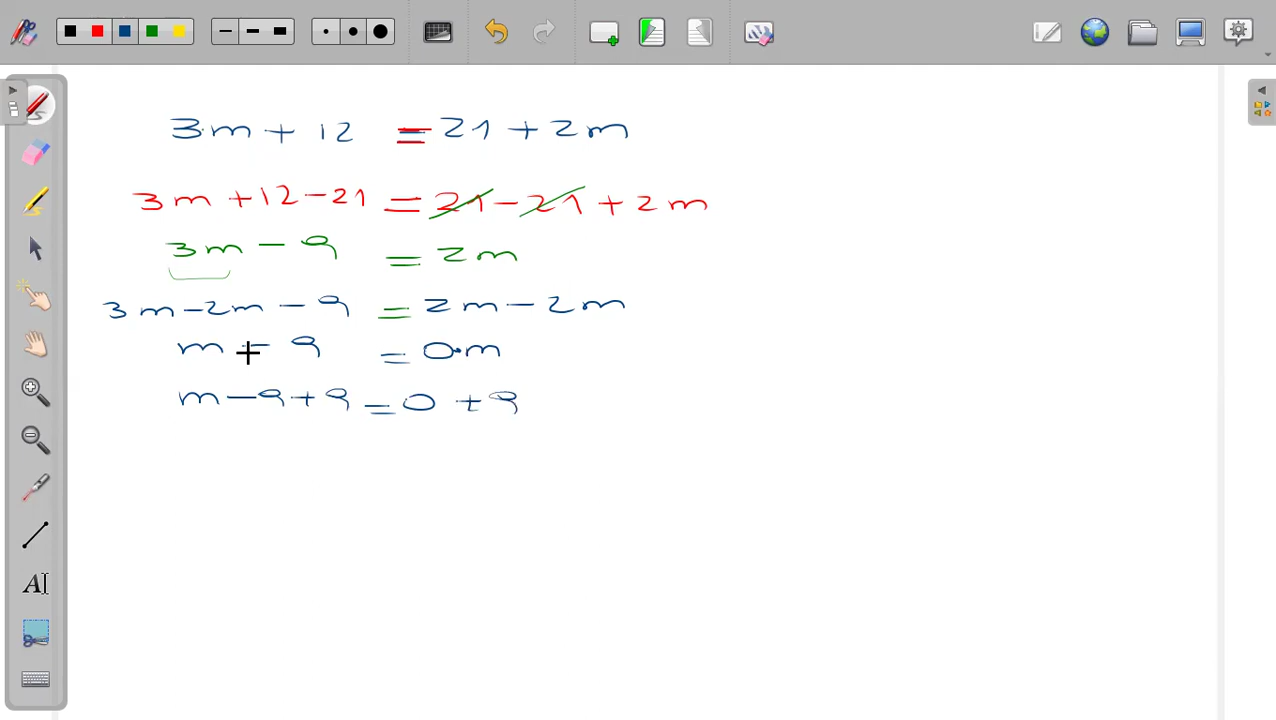 3m + 12 = 21 + 2m
3m + 12 - 21 = 21 - 21 + 2m
3m - 9 = 2m
3m - 2m - 9 = 2m - 2m
m - 9 = 0·m
m - 9 + 9 = 0 + 9